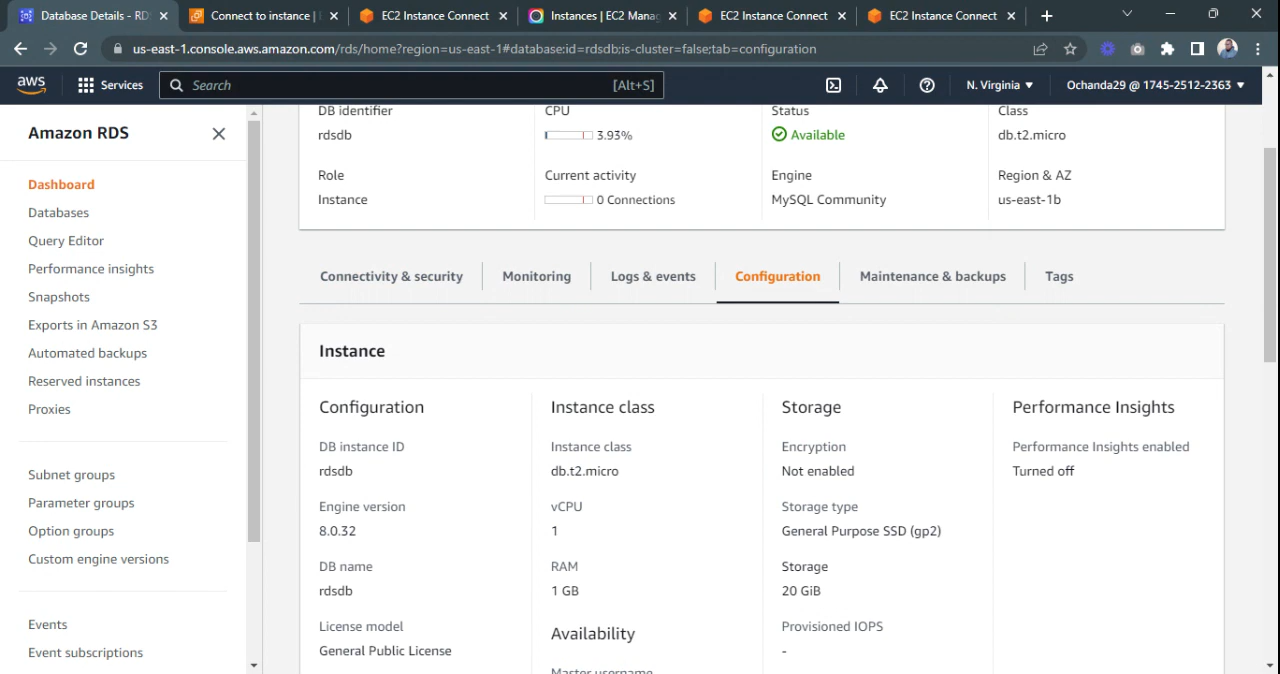 Database Details - RDS
Connect to instance |
EC2 Instance Connect
Instances | EC2 Manag
EC2 Instance Connect
EC2 Instance Connect
us-east-1.console.aws.amazon.com/rds/home?region=us-east-1#database:id=rdsdb;is-cluster=false;tab=configuration
aws
Services
Search
[Alt+S]
N. Virginia
Ochanda29 @ 1745-2512-2363
Amazon RDS
Dashboard
Databases
Query Editor
Performance insights
Snapshots
Exports in Amazon S3
Automated backups
Reserved instances
Proxies
Subnet groups
Parameter groups
Option groups
Custom engine versions
Events
Event subscriptions
DB identifier
rdsdb
CPU
3.93%
Status
Available
Class
db.t2.micro
Role
Instance
Current activity
0 Connections
Engine
MySQL Community
Region & AZ
us-east-1b
Connectivity & security
Monitoring
Logs & events
Configuration
Maintenance & backups
Tags
Instance
Configuration
DB instance ID
rdsdb
Engine version
8.0.32
DB name
rdsdb
License model
General Public License
Instance class
Instance class
db.t2.micro
vCPU
1
RAM
1 GB
Availability
Master username
Storage
Encryption
Not enabled
Storage type
General Purpose SSD (gp2)
Storage
20 GiB
Provisioned IOPS
-
Performance Insights
Performance Insights enabled
Turned off